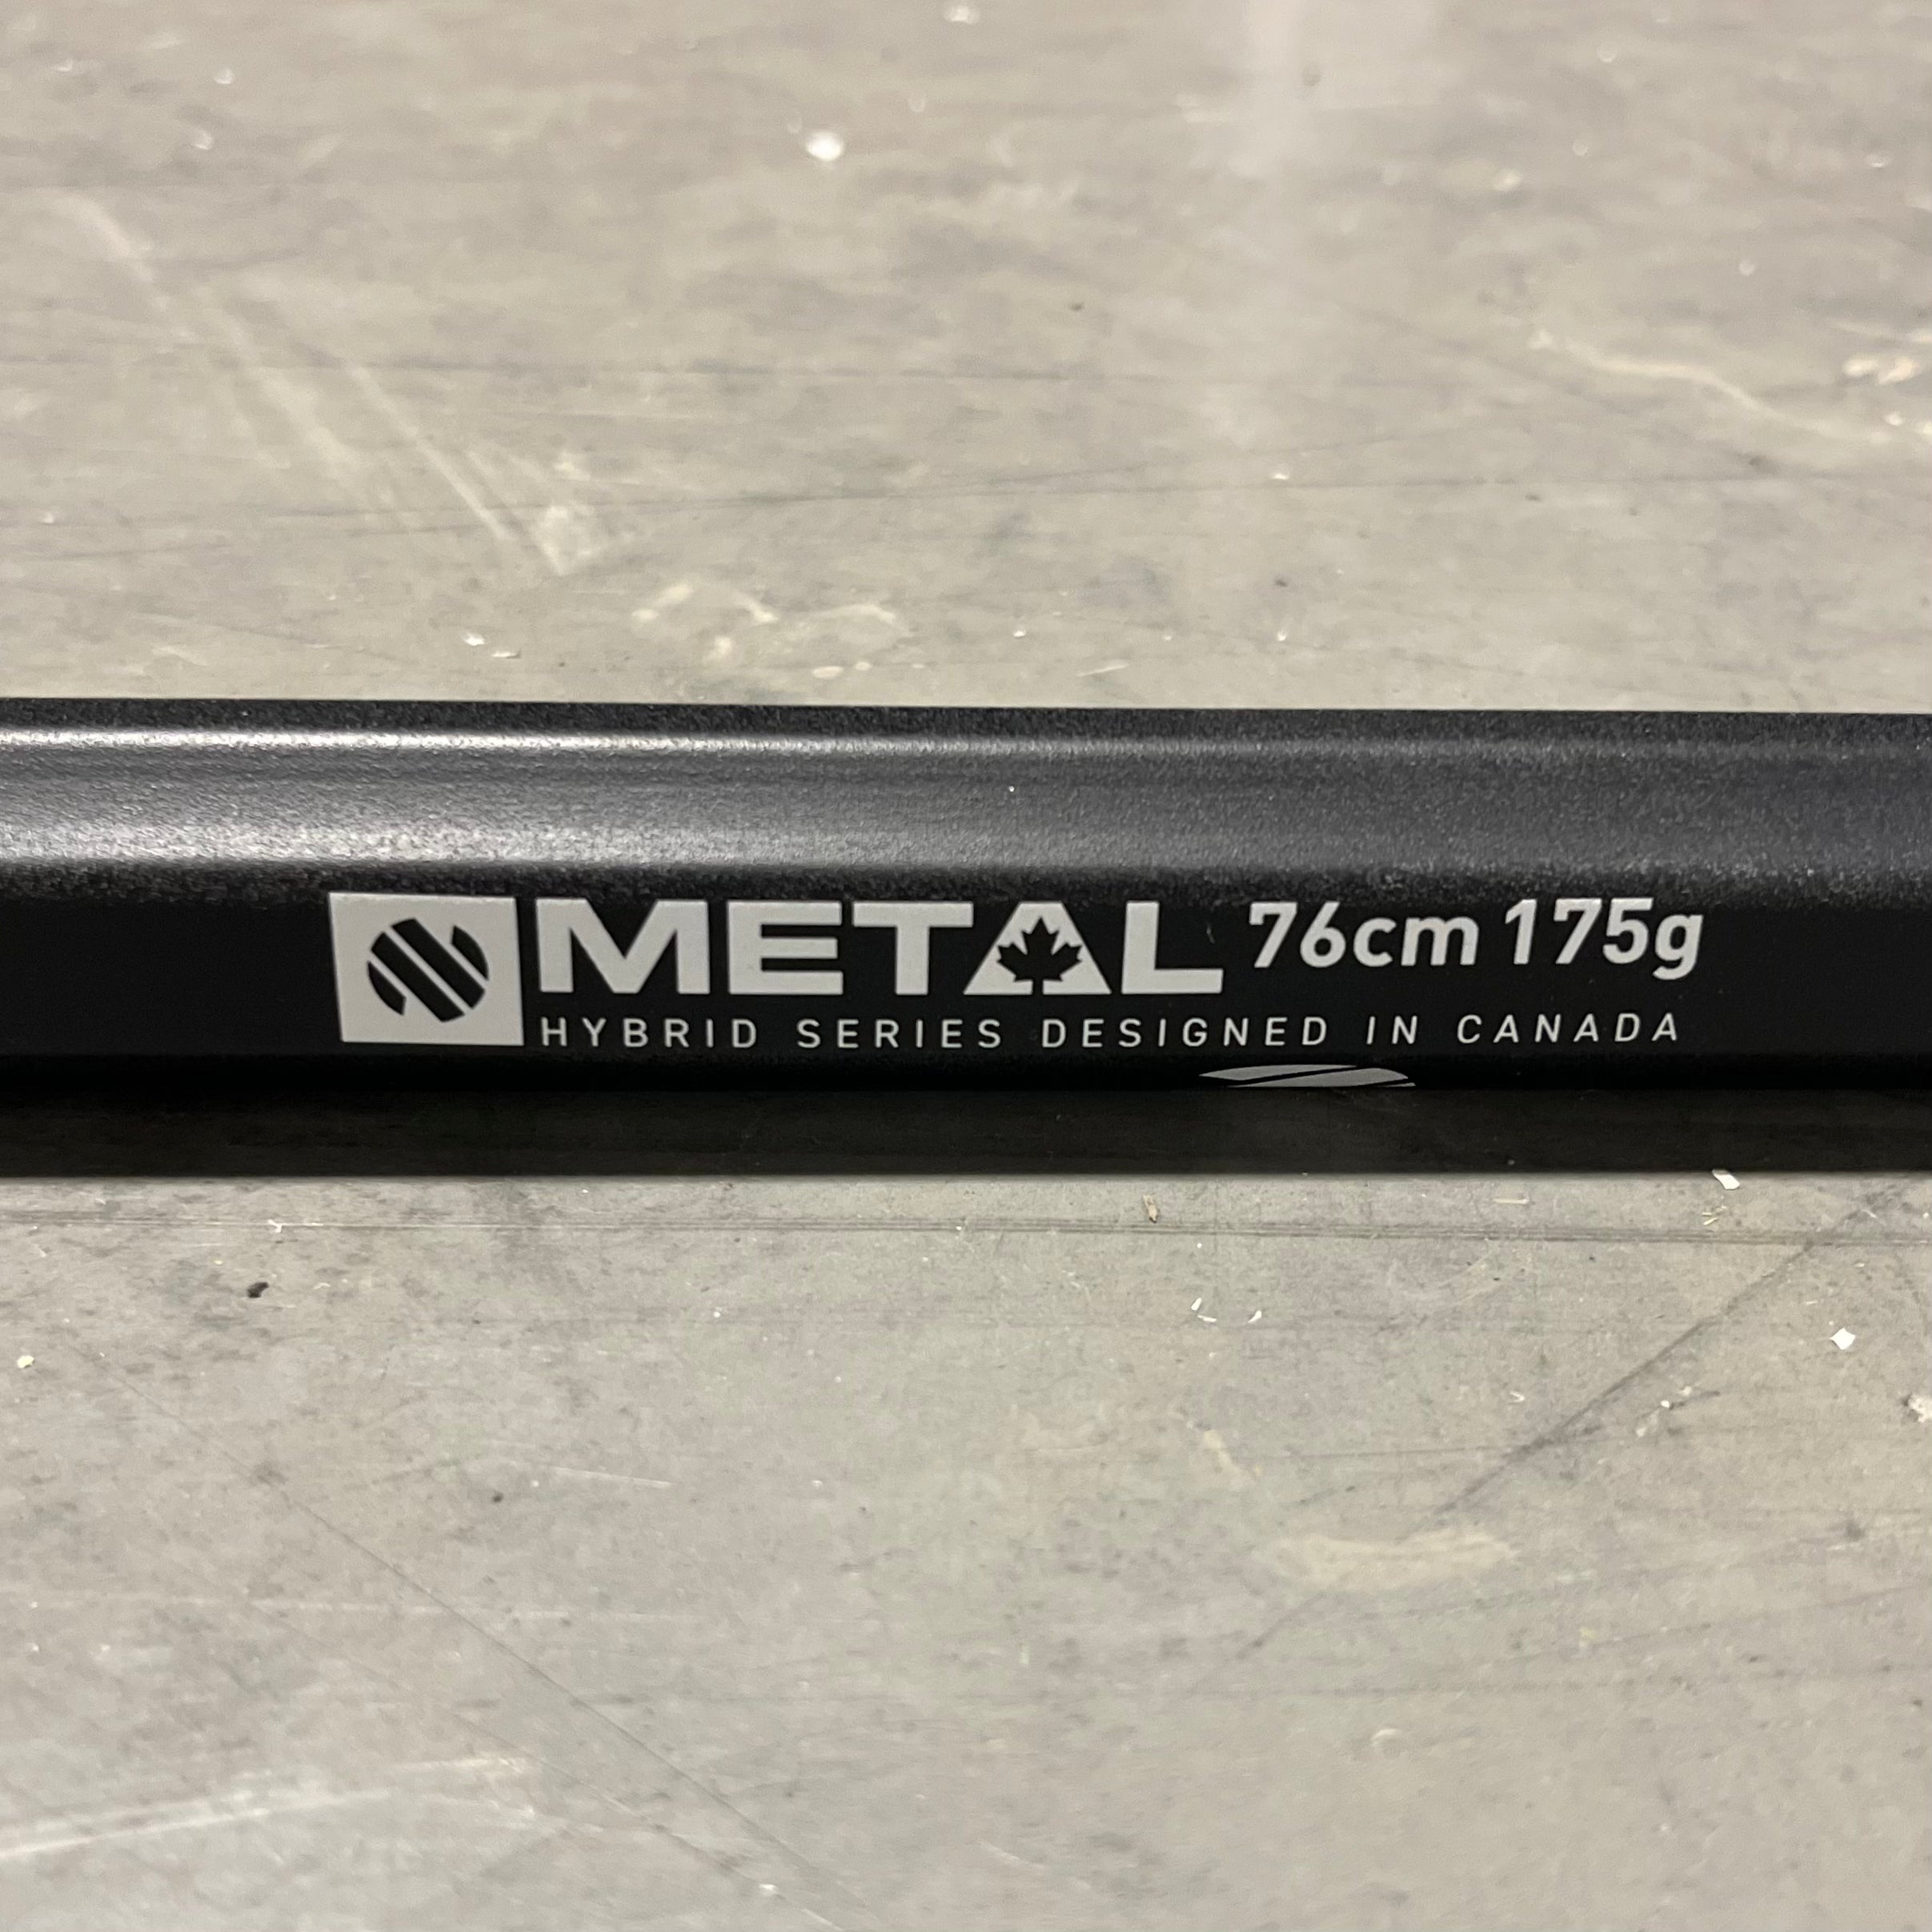 METAL 76cm 175g
HYBRID SERIES DESIGNED IN CANADA